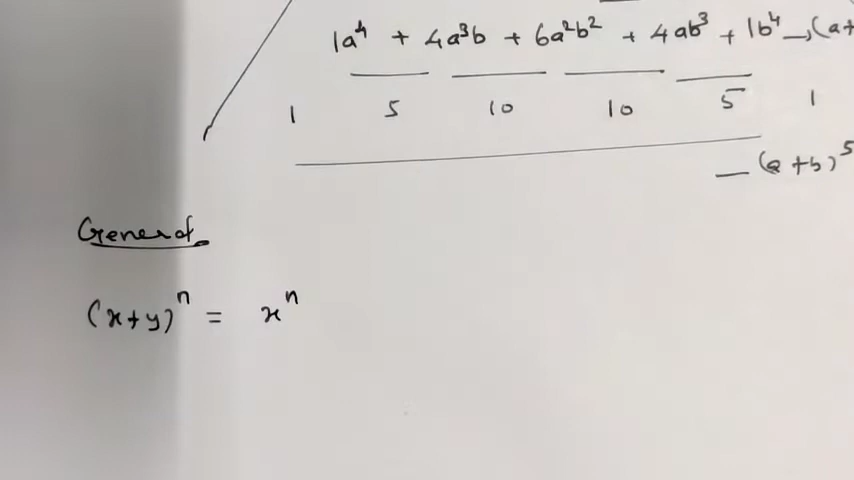 1a⁴ + 4a³b + 6a²b² + 4ab³ + 1b⁴ → (a+
1 5 10 10 5 1
— (a+b)⁵
General
(x+y)ⁿ = xⁿ